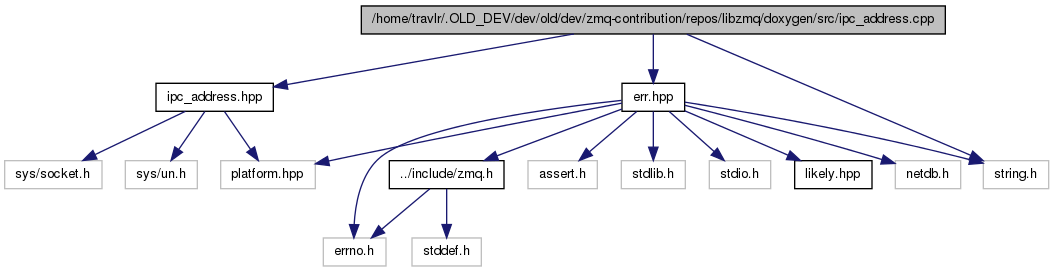 /home/travlr/.OLD_DEV/dev/old/dev/zmq-contribution/repos/libzmq/doxygen/src/ipc_address.cpp
ipc_address.hpp
err.hpp
sys/socket.h
sys/un.h
platform.hpp
../include/zmq.h
assert.h
stdlib.h
stdio.h
likely.hpp
netdb.h
string.h
errno.h
stddef.h